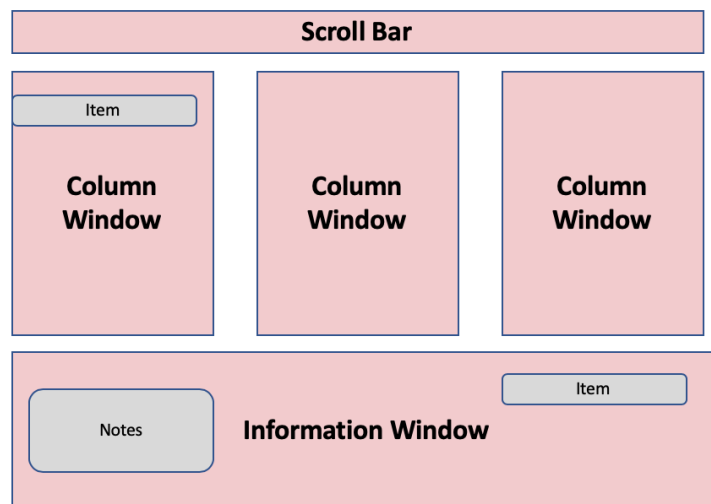 Scroll Bar
Item
Column
Window
Column
Window
Column
Window
Item
Notes
Information Window